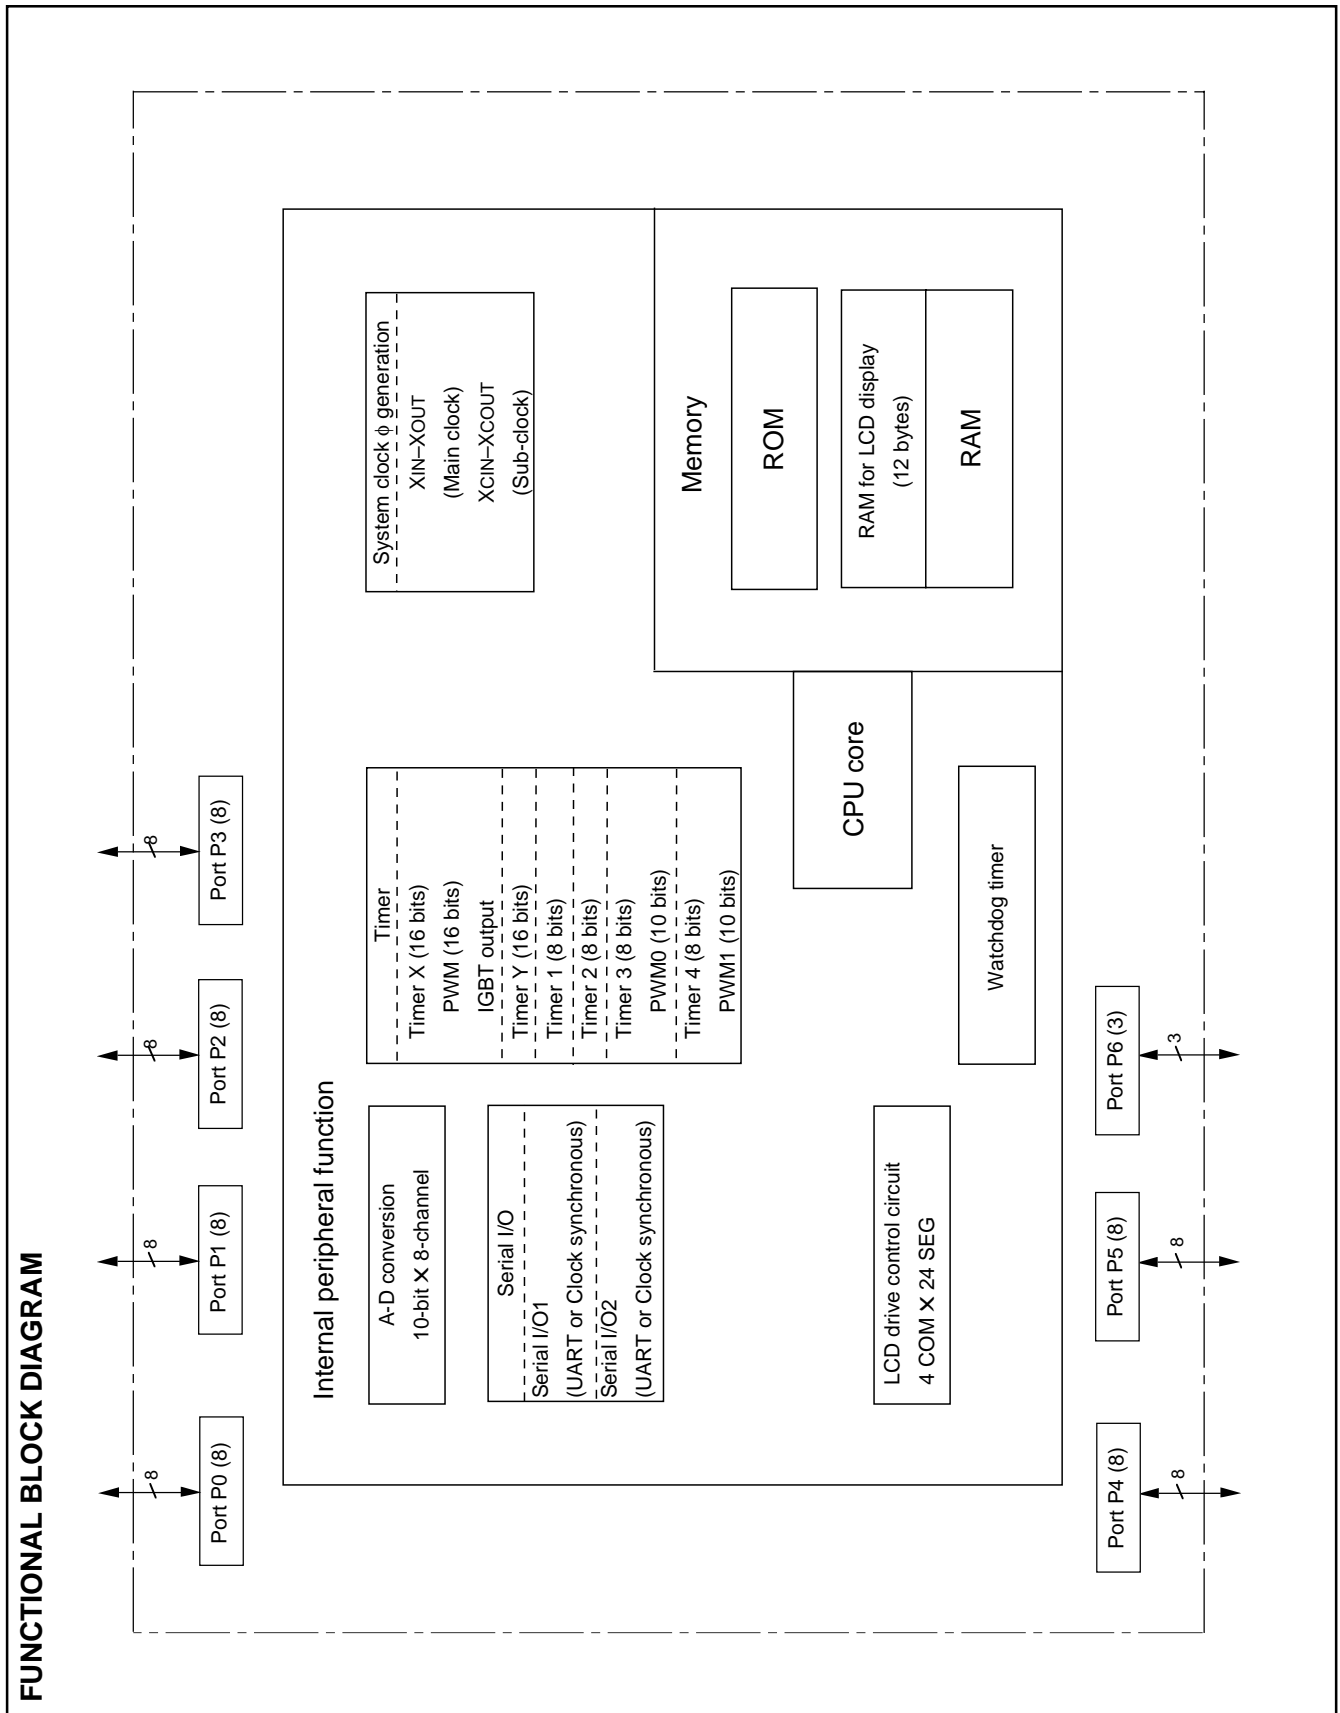 FUNCTIONAL BLOCK DIAGRAM
8
8
8
8
Port P0 (8)
Port P1 (8)
Port P2 (8)
Port P3 (8)
Internal peripheral function
A-D conversion
10-bit X 8-channel
Serial I/O
Serial I/O1
(UART or Clock synchronous)
Serial I/O2
(UART or Clock synchronous)
Timer
Timer X (16 bits)
PWM (16 bits)
IGBT output
Timer Y (16 bits)
Timer 1 (8 bits)
Timer 2 (8 bits)
Timer 3 (8 bits)
PWM0 (10 bits)
Timer 4 (8 bits)
PWM1 (10 bits)
System clock ϕ generation
XIN–XOUT
(Main clock)
XCIN–XCOUT
(Sub-clock)
Memory
ROM
RAM for LCD display
(12 bytes)
RAM
CPU core
LCD drive control circuit
4 COM X 24 SEG
Watchdog timer
Port P4 (8)
Port P5 (8)
Port P6 (3)
8
8
3